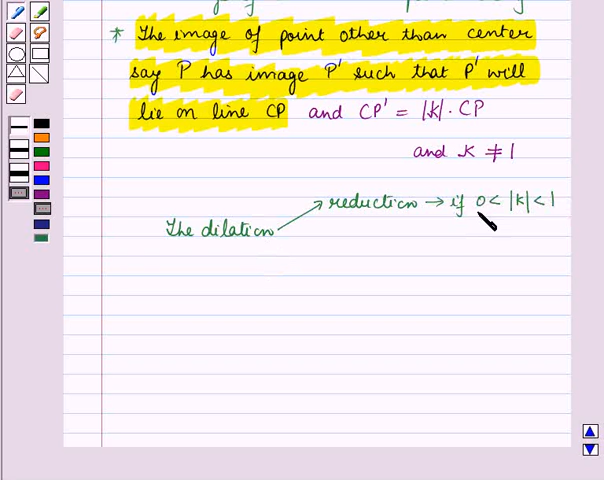 * The image of point other than center
say P has image P' such that P' will
lie on line CP and CP' = |K| · CP
and K ≠ 1
reduction → if 0 < |K| < 1
The dilation